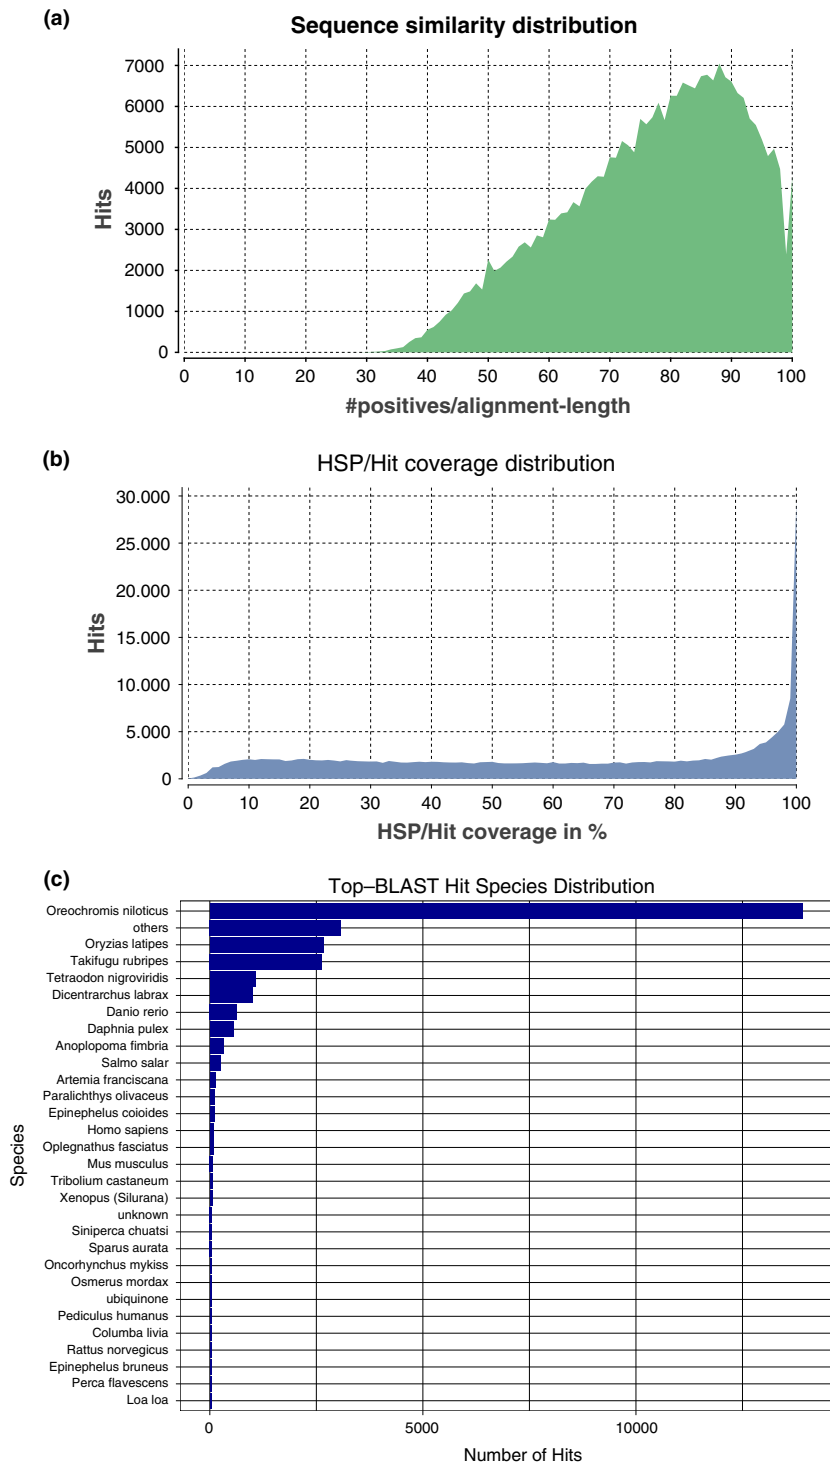 (a)
Sequence similarity distribution
7000
6000
5000
4000
3000
2000
1000
0
Hits
0 10 20 30 40 50 60 70 80 90 100
#positives/alignment-length
(b)
HSP/Hit coverage distribution
30.000
25.000
20.000
15.000
10.000
5.000
0
Hits
0 10 20 30 40 50 60 70 80 90 100
HSP/Hit coverage in %
(c)
Top–BLAST Hit Species Distribution
Oreochromis niloticus
others
Oryzias latipes
Takifugu rubripes
Tetraodon nigroviridis
Dicentrarchus labrax
Danio rerio
Daphnia pulex
Anoplopoma fimbria
Salmo salar
Artemia franciscana
Paralichthys olivaceus
Epinephelus coioides
Homo sapiens
Oplegnathus fasciatus
Mus musculus
Tribolium castaneum
Xenopus (Silurana)
unknown
Siniperca chuatsi
Sparus aurata
Oncorhynchus mykiss
Osmerus mordax
ubiquinone
Pediculus humanus
Columba livia
Rattus norvegicus
Epinephelus bruneus
Perca flavescens
Loa loa
Species
0 5000 10000
Number of Hits